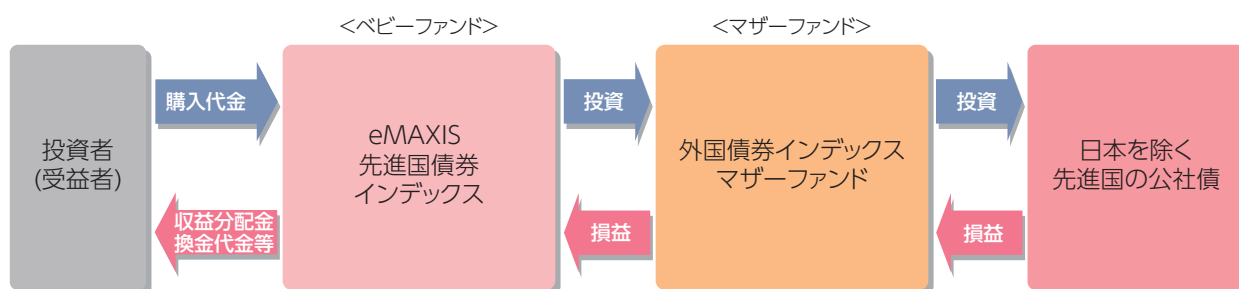 ＜ベビーファンド＞
＜マザーファンド＞
投資者
(受益者)
購入代金
収益分配金
換金代金等
eMAXIS
先進国債券
インデックス
投資
損益
外国債券インデックス
マザーファンド
投資
損益
日本を除く
先進国の公社債